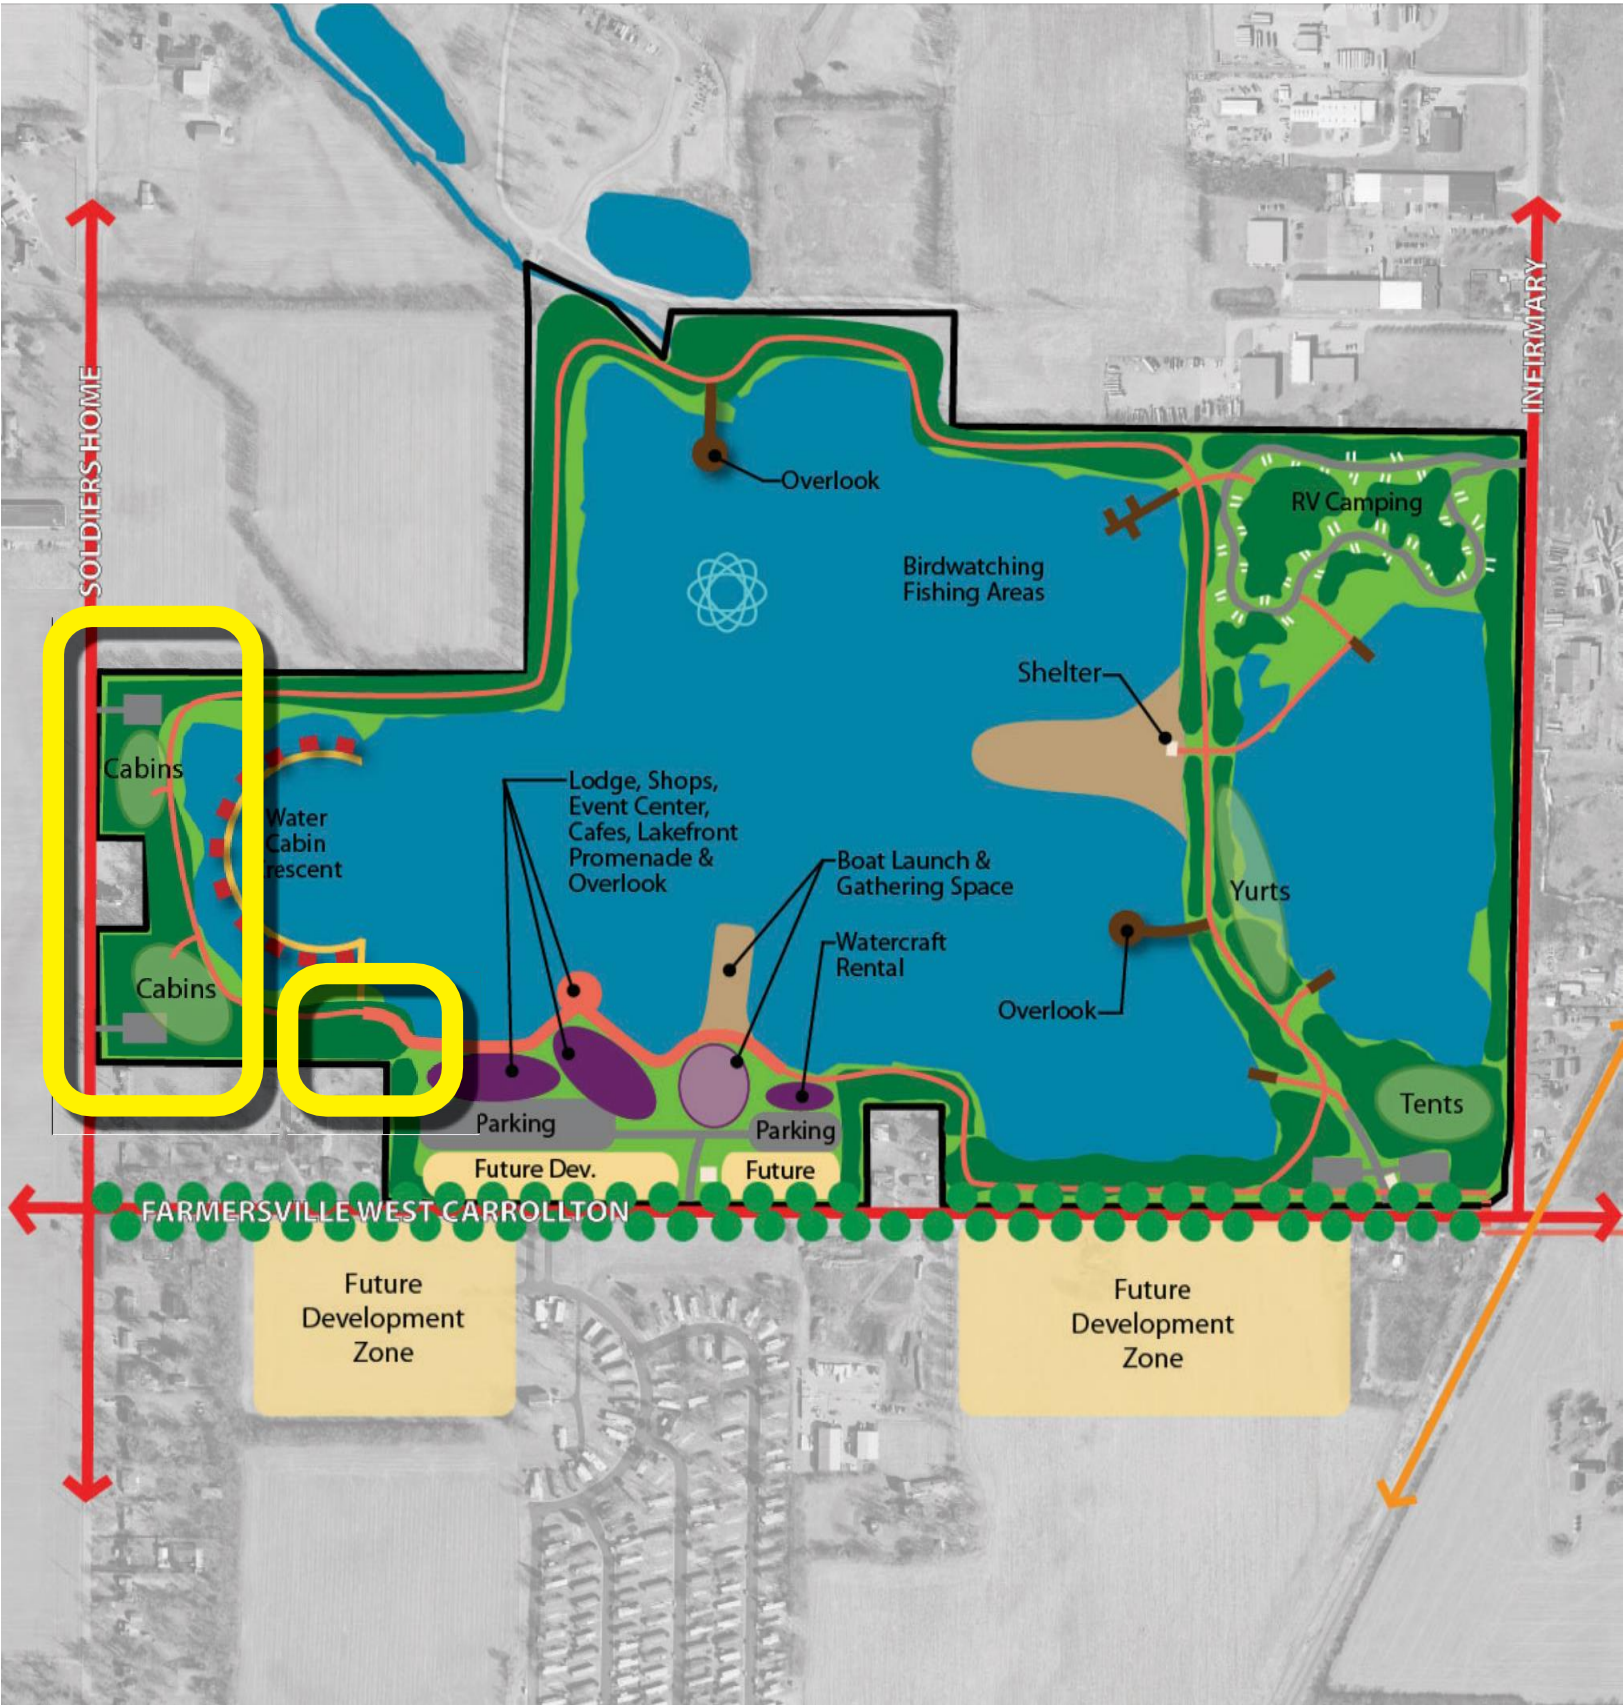 SOLDIERS HOME
INFIRMARY
Overlook
RV Camping
Birdwatching
Fishing Areas
Shelter
Cabins
Water
Cabin
rescent
Lodge, Shops,
Event Center,
Cafes, Lakefront
Promenade &
Overlook
Boat Launch &
Gathering Space
Yurts
Watercraft
Rental
Cabins
Overlook
Tents
Parking
Parking
Future Dev.
Future
FARMERSVILLE WEST CARROLLTON
Future
Development
Zone
Future
Development
Zone